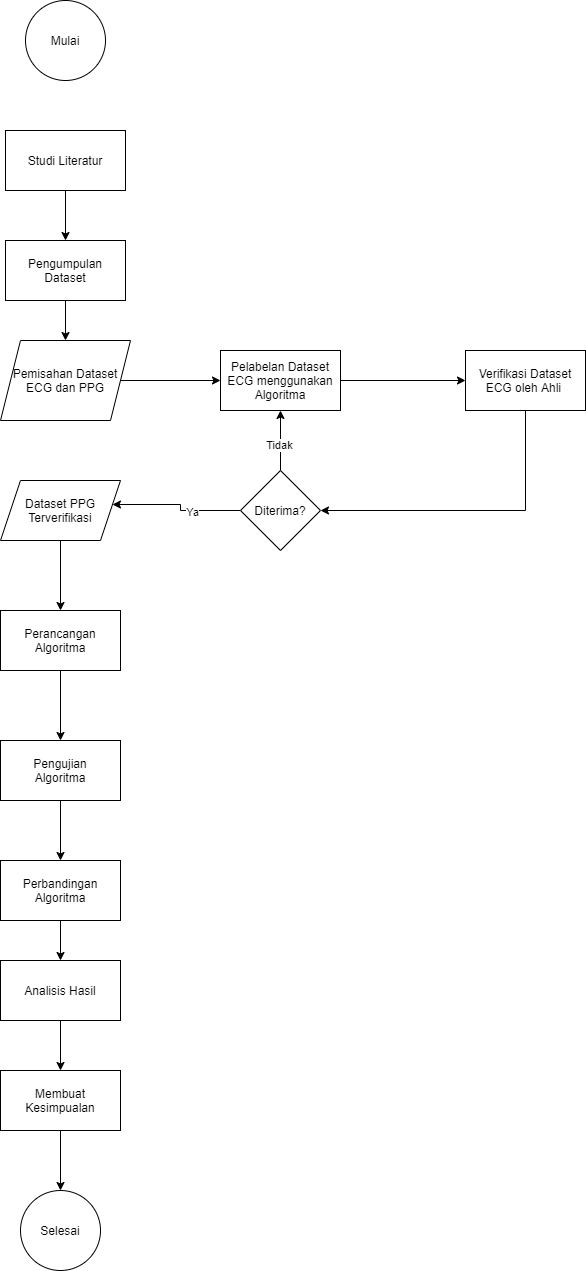 Mulai
Studi Literatur
Pengumpulan
Dataset
Pemisahan Dataset
ECG dan PPG
Pelabelan Dataset
ECG menggunakan
Algoritma
Verifikasi Dataset
ECG oleh Ahli
Tidak
Diterima?
Ya
Dataset PPG
Terverifikasi
Perancangan
Algoritma
Pengujian
Algoritma
Perbandingan
Algoritma
Analisis Hasil
Membuat
Kesimpualan
Selesai